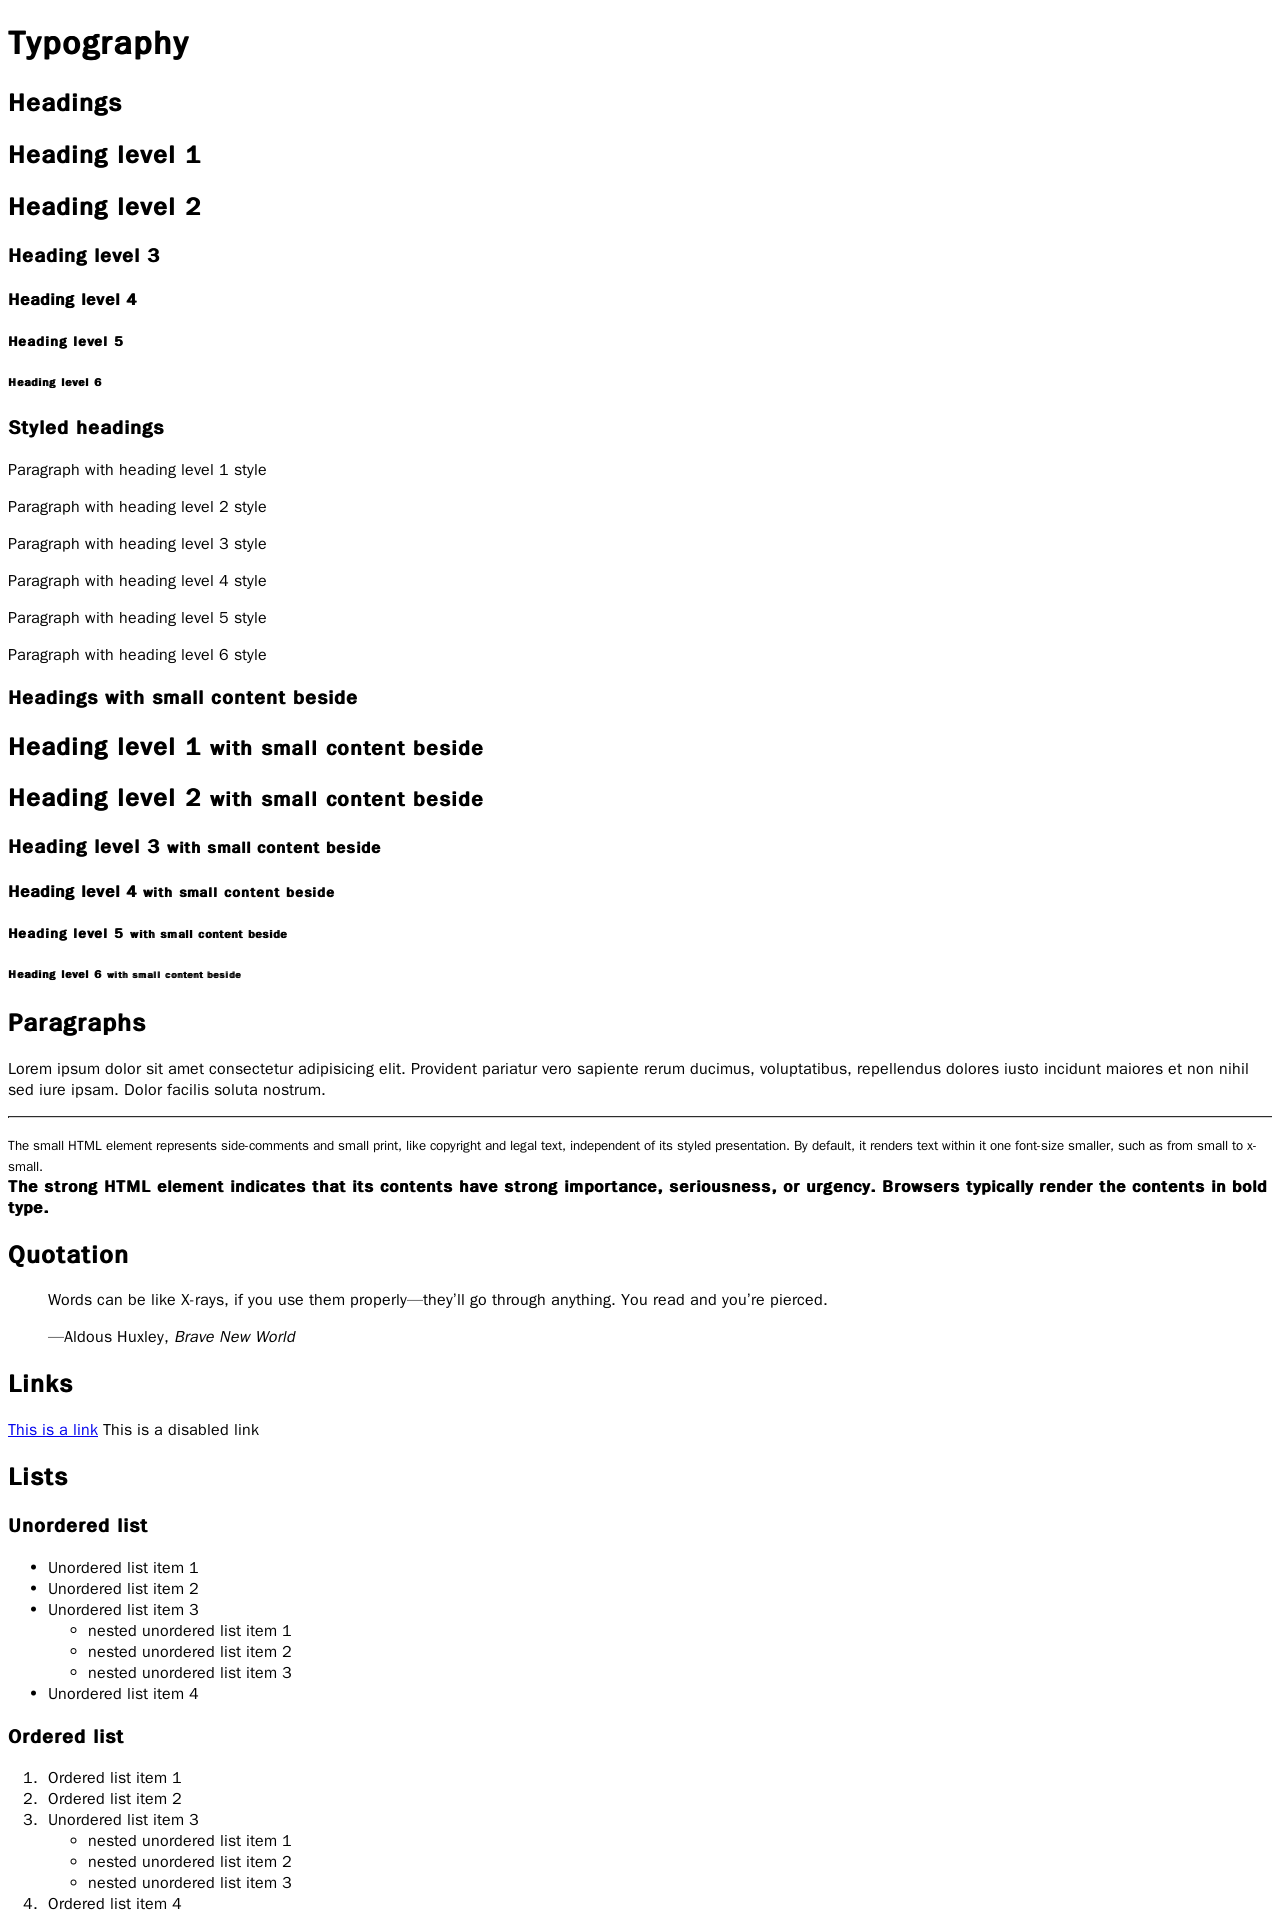 Typography
Headings
Heading level 1
Heading level 2
Heading level 3
Heading level 4
Heading level 5
Heading level 6
Styled headings
Paragraph with heading level 1 style
Paragraph with heading level 2 style
Paragraph with heading level 3 style
Paragraph with heading level 4 style
Paragraph with heading level 5 style
Paragraph with heading level 6 style
Headings with small content beside
Heading level 1 with small content beside
Heading level 2 with small content beside
Heading level 3 with small content beside
Heading level 4 with small content beside
Heading level 5 with small content beside
Heading level 6 with small content beside
Paragraphs
Lorem ipsum dolor sit amet consectetur adipisicing elit. Provident pariatur vero sapiente rerum ducimus, voluptatibus, repellendus dolores iusto incidunt maiores et non nihil
sed iure ipsam. Dolor facilis soluta nostrum.
The small HTML element represents side-comments and small print, like copyright and legal text, independent of its styled presentation. By default, it renders text within it one font-size smaller, such as from small to x-
small.
The strong HTML element indicates that its contents have strong importance, seriousness, or urgency. Browsers typically render the contents in bold
type.
Quotation
Words can be like X-rays, if you use them properly—they’ll go through anything. You read and you’re pierced.
—Aldous Huxley, Brave New World
Links
This is a link This is a disabled link
Lists
Unordered list
• Unordered list item 1
• Unordered list item 2
• Unordered list item 3
◦ nested unordered list item 1
◦ nested unordered list item 2
◦ nested unordered list item 3
• Unordered list item 4
Ordered list
1. Ordered list item 1
2. Ordered list item 2
3. Unordered list item 3
◦ nested unordered list item 1
◦ nested unordered list item 2
◦ nested unordered list item 3
4. Ordered list item 4